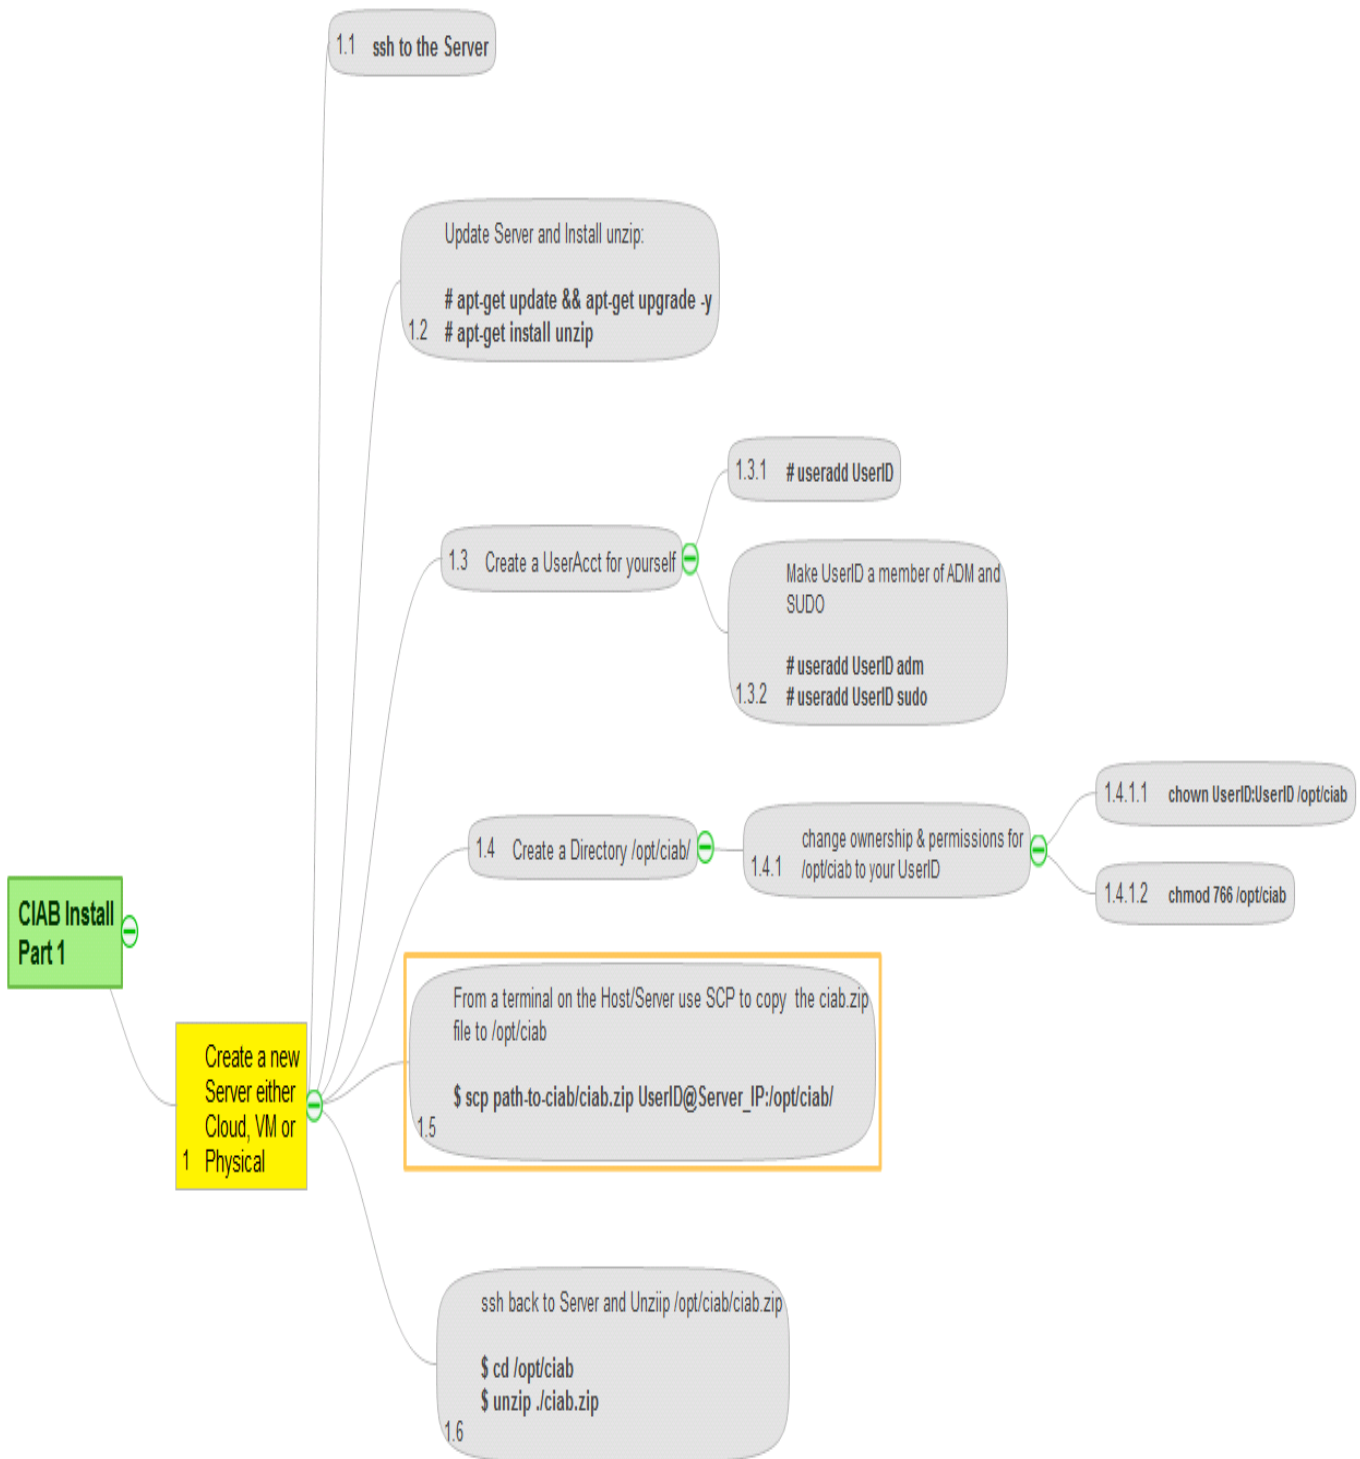 1.1 ssh to the Server
Update Server and Install unzip:
# apt-get update && apt-get upgrade -y
1.2 # apt-get install unzip
1.3.1 # useradd UserID
1.3 Create a UserAcct for yourself
Make UserID a member of ADM and
SUDO
# useradd UserID adm
1.3.2 # useradd UserID sudo
1.4 Create a Directory /opt/ciab/
change ownership & permissions for
1.4.1 /opt/ciab to your UserID
1.4.1.1 chown UserID:UserID /opt/ciab
1.4.1.2 chmod 766 /opt/ciab
CIAB Install
Part 1
Create a new
Server either
Cloud, VM or
1 Physical
From a terminal on the Host/Server use SCP to copy the ciab.zip
file to /opt/ciab
$ scp path-to-ciab/ciab.zip UserID@Server_IP:/opt/ciab/
1.5
ssh back to Server and Unziip /opt/ciab/ciab.zip
$ cd /opt/ciab
$ unzip ./ciab.zip
1.6